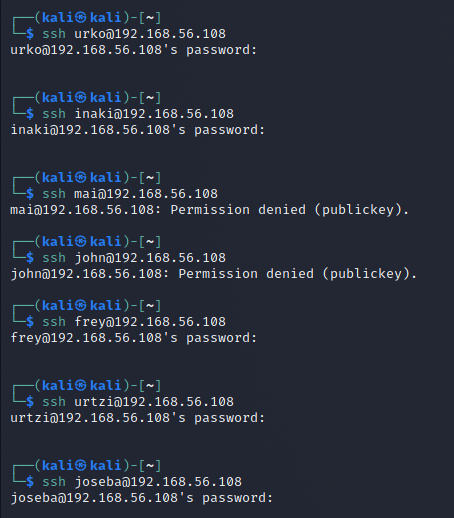 ┌──(kali㉿kali)-[~]
└─$ ssh urko@192.168.56.108
urko@192.168.56.108's password:
┌──(kali㉿kali)-[~]
└─$ ssh inaki@192.168.56.108
inaki@192.168.56.108's password:
┌──(kali㉿kali)-[~]
└─$ ssh mai@192.168.56.108
mai@192.168.56.108: Permission denied (publickey).
┌──(kali㉿kali)-[~]
└─$ ssh john@192.168.56.108
john@192.168.56.108: Permission denied (publickey).
┌──(kali㉿kali)-[~]
└─$ ssh frey@192.168.56.108
frey@192.168.56.108's password:
┌──(kali㉿kali)-[~]
└─$ ssh urtzi@192.168.56.108
urtzi@192.168.56.108's password:
┌──(kali㉿kali)-[~]
└─$ ssh joseba@192.168.56.108
joseba@192.168.56.108's password: